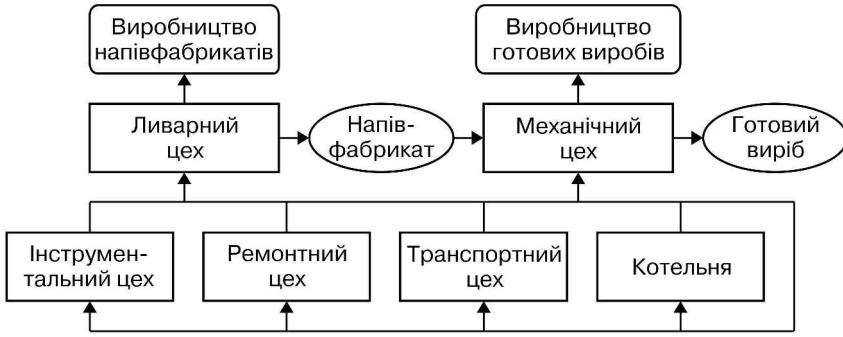 Виробництво
напівфабрикатів
Виробництво
готових виробів
Ливарний
цех
Напів-
фабрикат
Механічний
цех
Готовий
виріб
Інструмен-
тальний цех
Ремонтний
цех
Транспортний
цех
Котельня